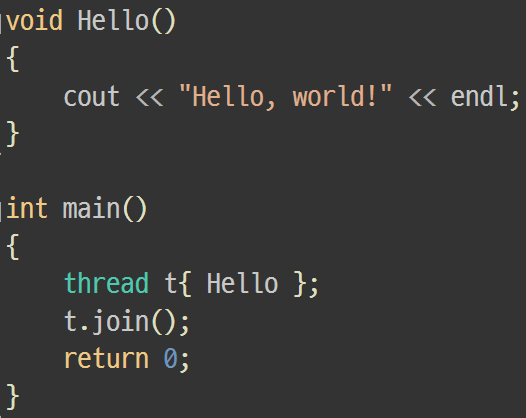 void Hello()
{
    cout << "Hello, world!" << endl;
}

int main()
{
    thread t{ Hello };
    t.join();
    return 0;
}